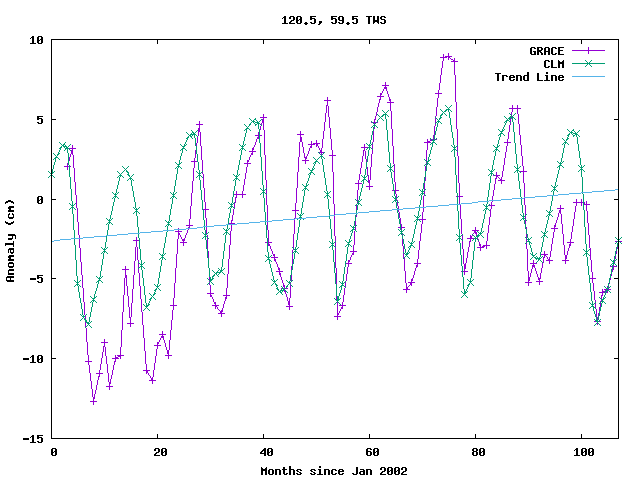 120.5, 59.5 TWS
GRACE
CLM
Trend Line
10
5
0
-5
-10
-15
Anomaly (cm)
0 20 40 60 80 100
Months since Jan 2002